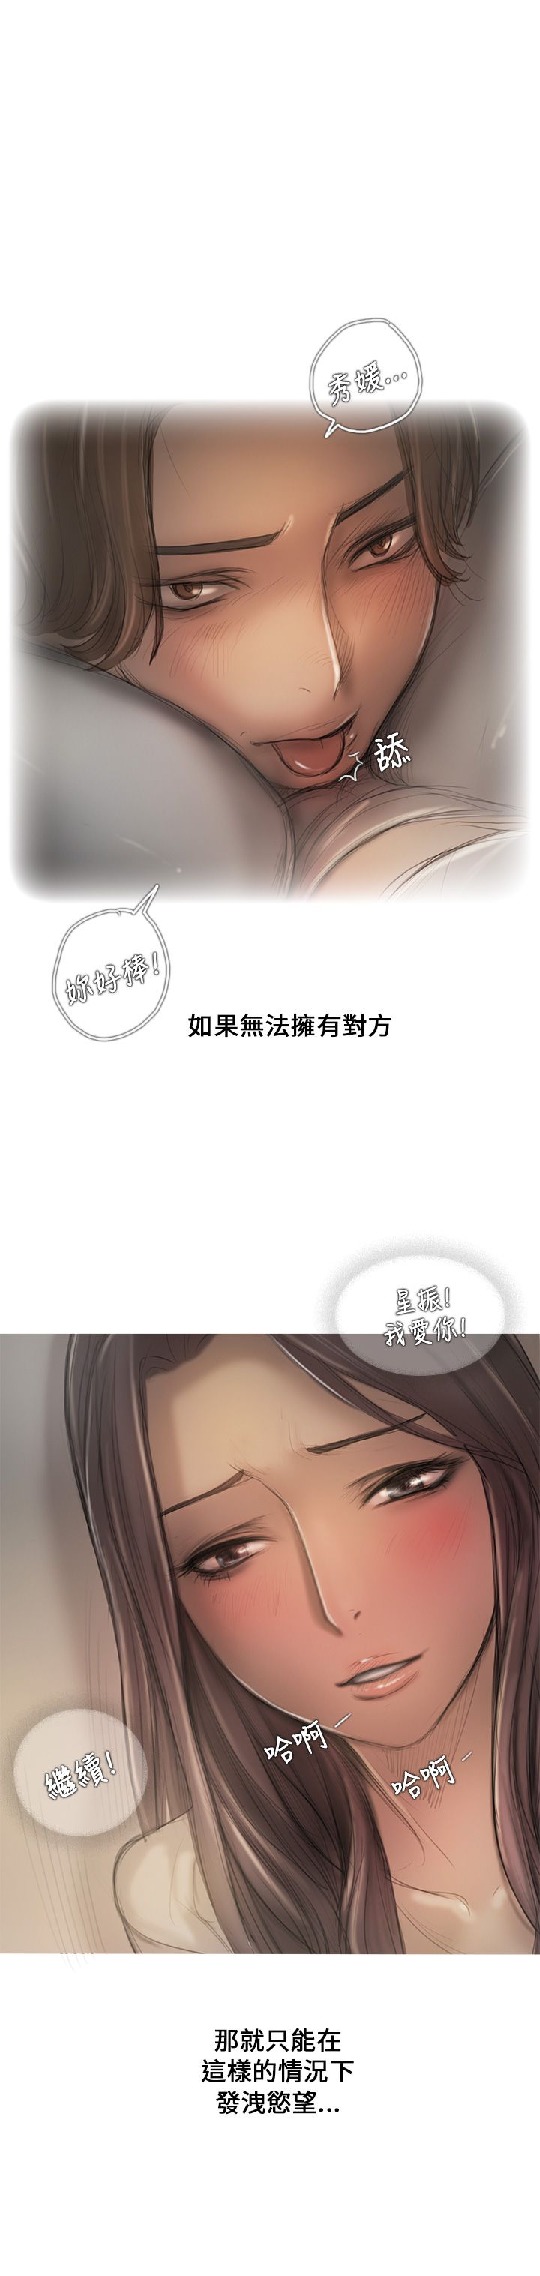 秀媛...
舔
妳好棒!
如果無法擁有對方
星振!
我愛你!
哈啊－
哈啊－
繼續!
那就只能在
這樣的情況下
發洩慾望...